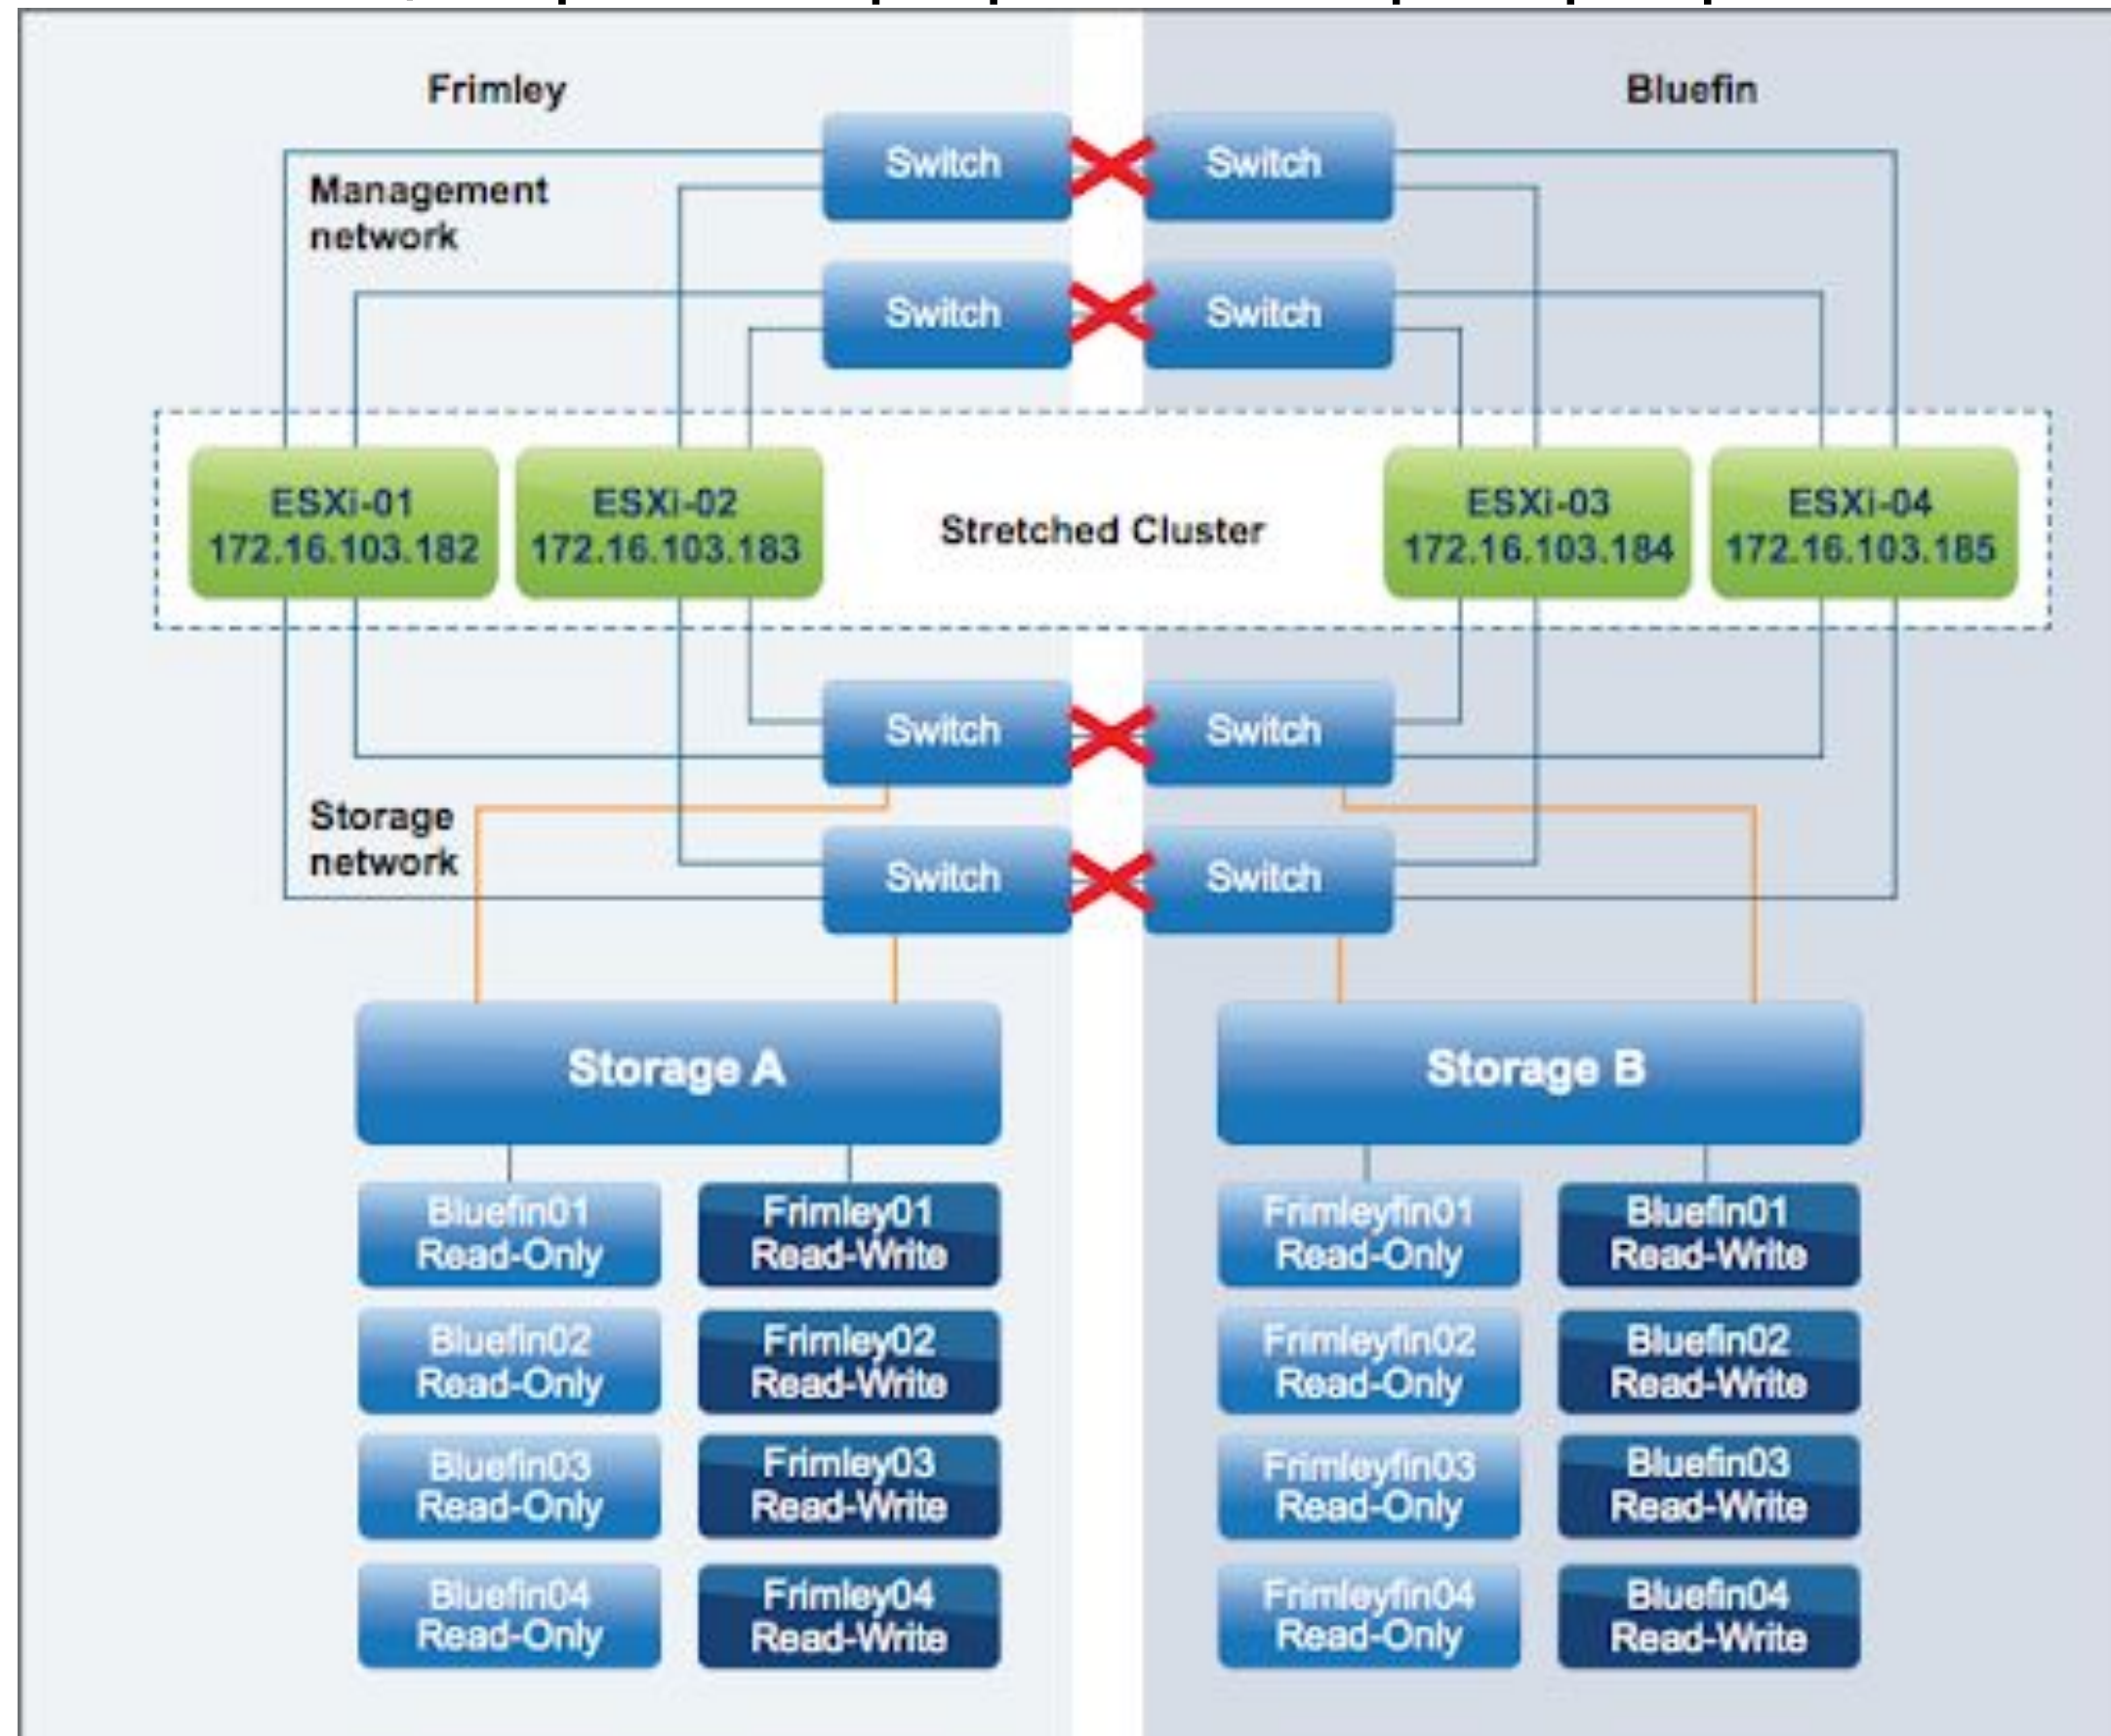 Frimley
Bluefin
Switch
Switch
Management
network
Switch
Switch
ESXi-01
172.16.103.182
ESXi-02
172.16.103.183
Stretched Cluster
ESXi-03
172.16.103.184
ESXi-04
172.16.103.185
Switch
Switch
Storage
network
Switch
Switch
Storage A
Storage B
Bluefin01
Read-Only
Frimley01
Read-Write
Frimleyfin01
Read-Only
Bluefin01
Read-Write
Bluefin02
Read-Only
Frimley02
Read-Write
Frimleyfin02
Read-Only
Bluefin02
Read-Write
Bluefin03
Read-Only
Frimley03
Read-Write
Frimleyfin03
Read-Only
Bluefin03
Read-Write
Bluefin04
Read-Only
Frimley04
Read-Write
Frimleyfin04
Read-Only
Bluefin04
Read-Write